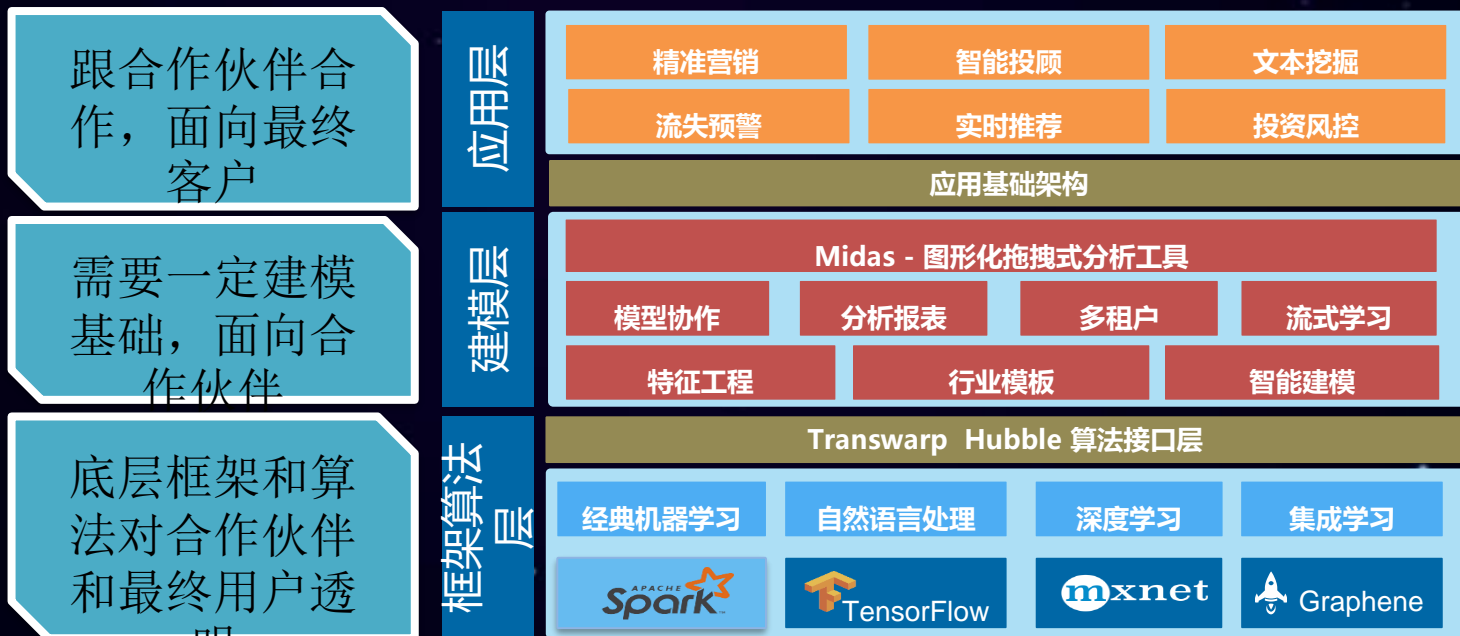 跟合作伙伴合
作，面向最终
客户
应用层
精准营销
智能投顾
文本挖掘
流失预警
实时推荐
投资风控
应用基础架构
需要一定建模
基础，面向合
作伙伴
建模层
Midas - 图形化拖拽式分析工具
模型协作
分析报表
多租户
流式学习
特征工程
行业模板
智能建模
底层框架和算
法对合作伙伴
和最终用户透
明
框架算法
层
Transwarp Hubble 算法接口层
经典机器学习
自然语言处理
深度学习
集成学习
APACHE
Spark
TensorFlow
mxnet
Graphene